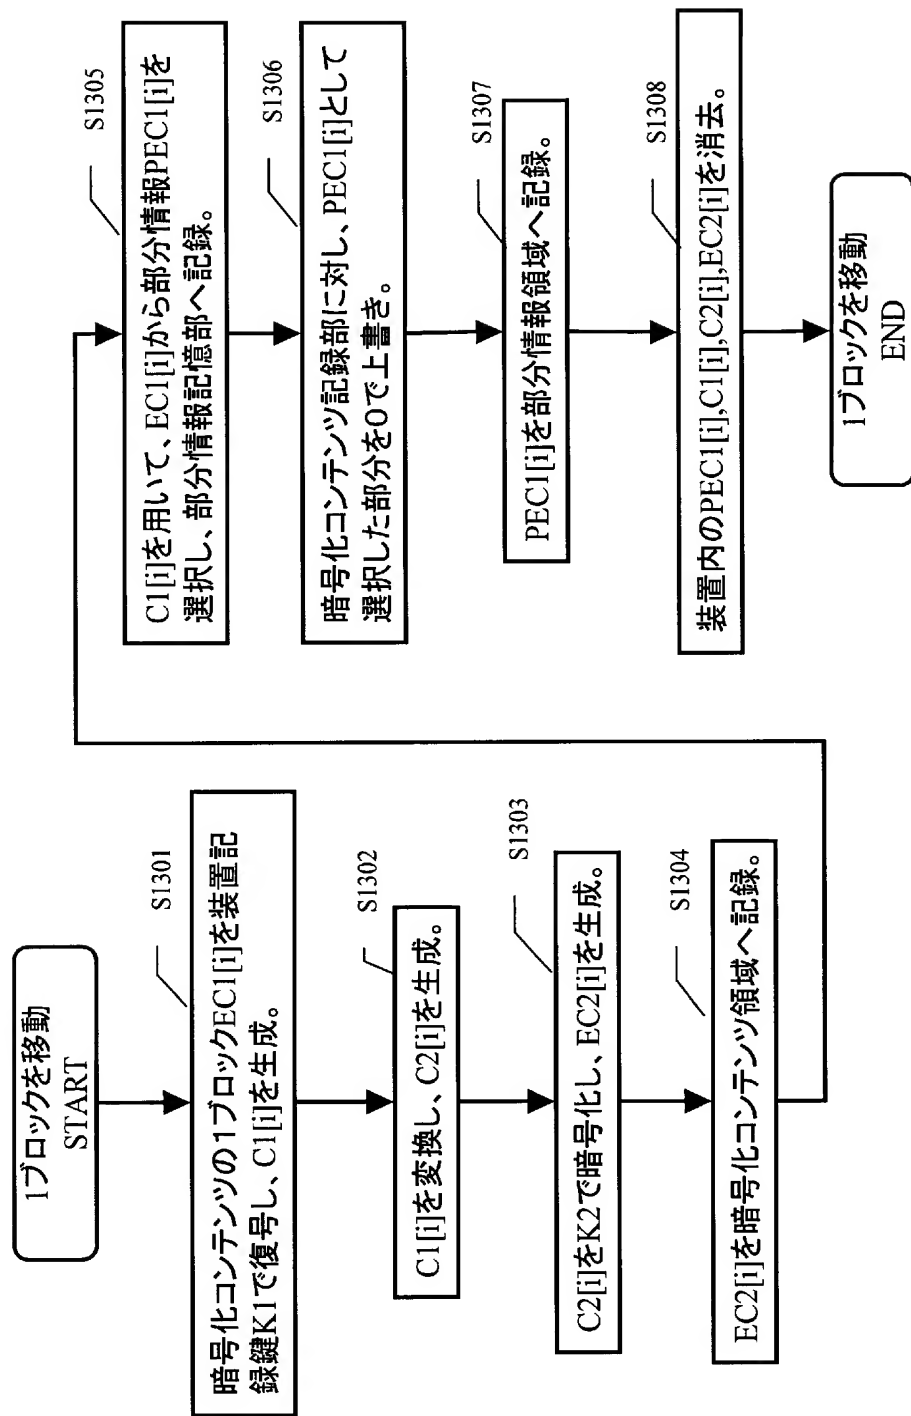 1ブロックを移動
START
S1301
暗号化コンテンツの1ブロックEC1[i]を装置記
録鍵K1で復号し、C1[i]を生成。
S1302
C1[i]を変換し、C2[i]を生成。
S1303
C2[i]をK2で暗号化し、EC2[i]を生成。
S1304
EC2[i]を暗号化コンテンツ領域へ記録。
S1305
C1[i]を用いて、EC1[i]から部分情報PEC1[i]を
選択し、部分情報記憶部へ記録。
S1306
暗号化コンテンツ記録部に対し、PEC1[i]として
選択した部分を0で上書き。
S1307
PEC1[i]を部分情報領域へ記録。
S1308
装置内のPEC1[i],C1[i],C2[i],EC2[i]を消去。
1ブロックを移動
END